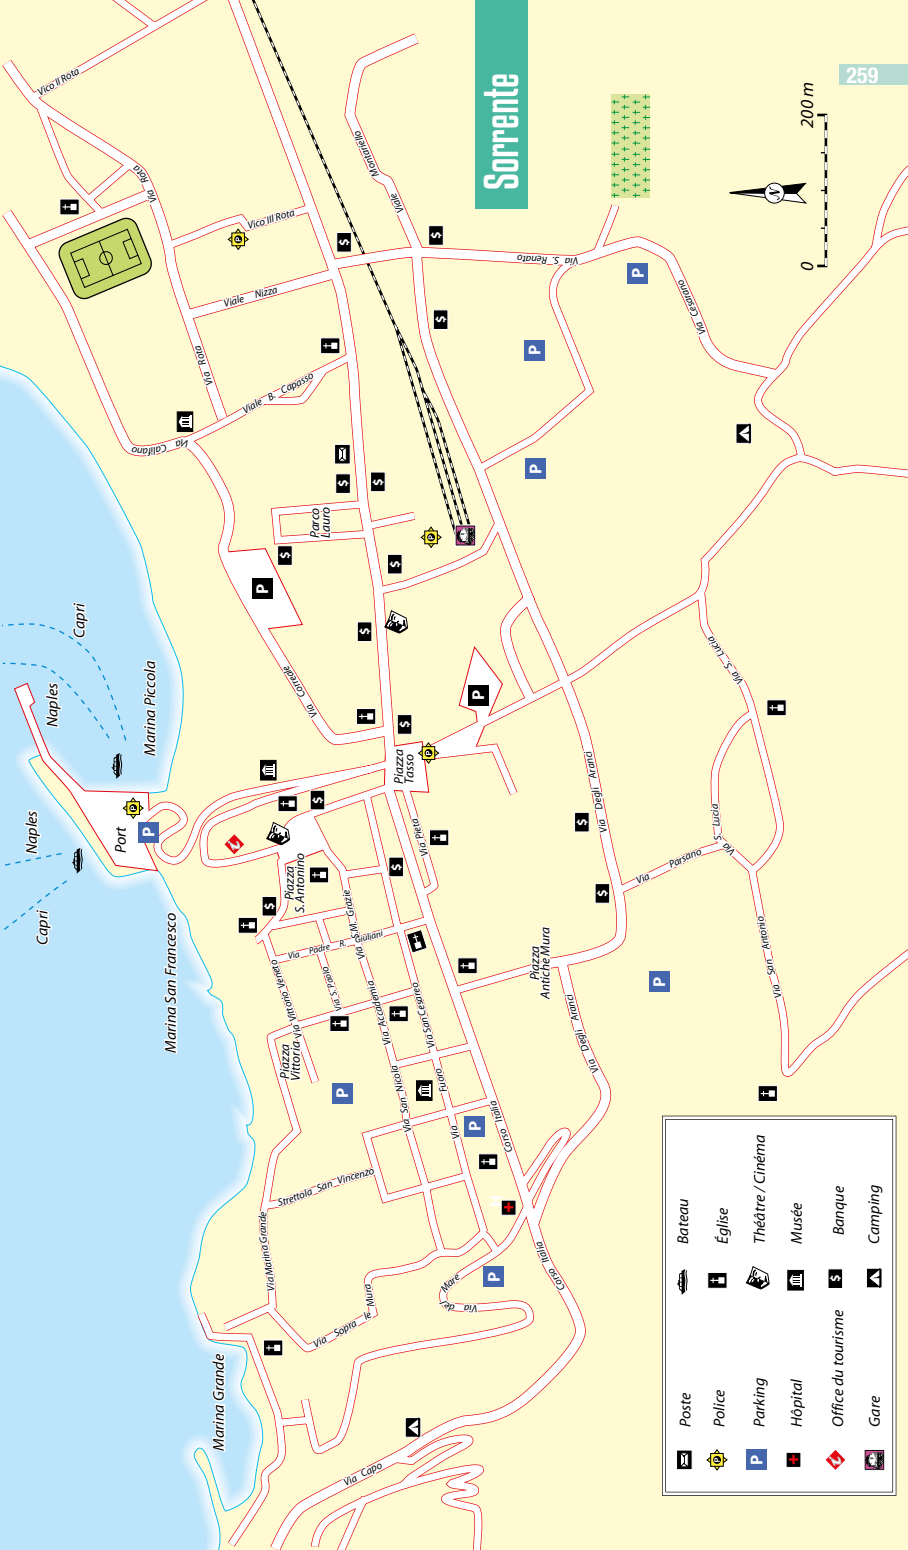 Sorrente
259
0
200 m
N
Vico II Rota
Via Rota
Vico III Rota
Viale Nizza
Via Rota
Viale B. Capasso
Via Califano
Viale
Montariello
Via S. Renato
Via Cesarano
Parco
Lauro
Via Correale
Capri
Naples
Marina Piccola
Naples
Capri
Port
Marina San Francesco
Piazza
Tasso
Piazza
S. Antonino
Via Pietà
Via S.M. Grazie
Via Padre R. Giuliani
Via S. Paolo
Via Vittorio Veneto
Piazza
Vittoria
Via Accademia
Via San Cesareo
Via San Nicola
Via Fuoro
Corso Italia
Piazza
Antiche Mura
Via Degli Aranci
Via Degli Aranci
Via Parsano
Via S. Lucia
Via S. Lucia
Via San Antonio
Strettola San Vincenzo
Via Marina Grande
Via Sopra le Mura
Via del Mare
Corso Italia
Marina Grande
Via Capo
P
P
P
P
P
P
P
P
P
P
P
Poste
Police
P
Parking
Hôpital
Office du tourisme
Gare
Bateau
Église
Théâtre / Cinéma
Musée
Banque
Camping